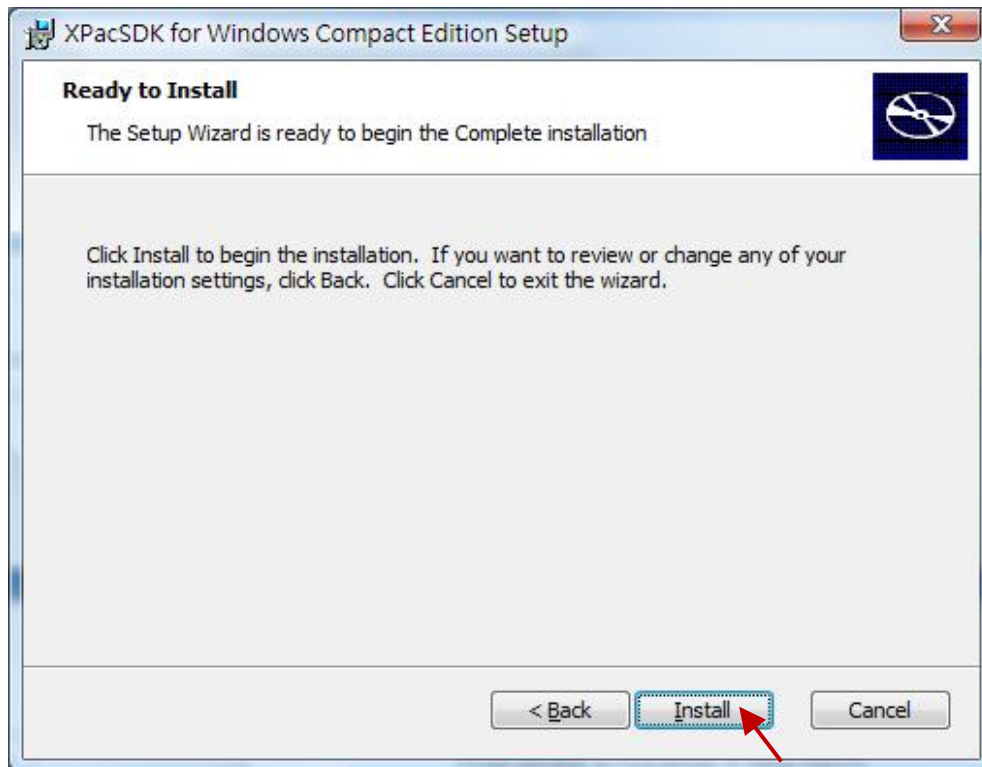 XPacSDK for Windows Compact Edition Setup
Ready to Install
The Setup Wizard is ready to begin the Complete installation
Click Install to begin the installation.  If you want to review or change any of your
installation settings, click Back.  Click Cancel to exit the wizard.
< Back
Install
Cancel